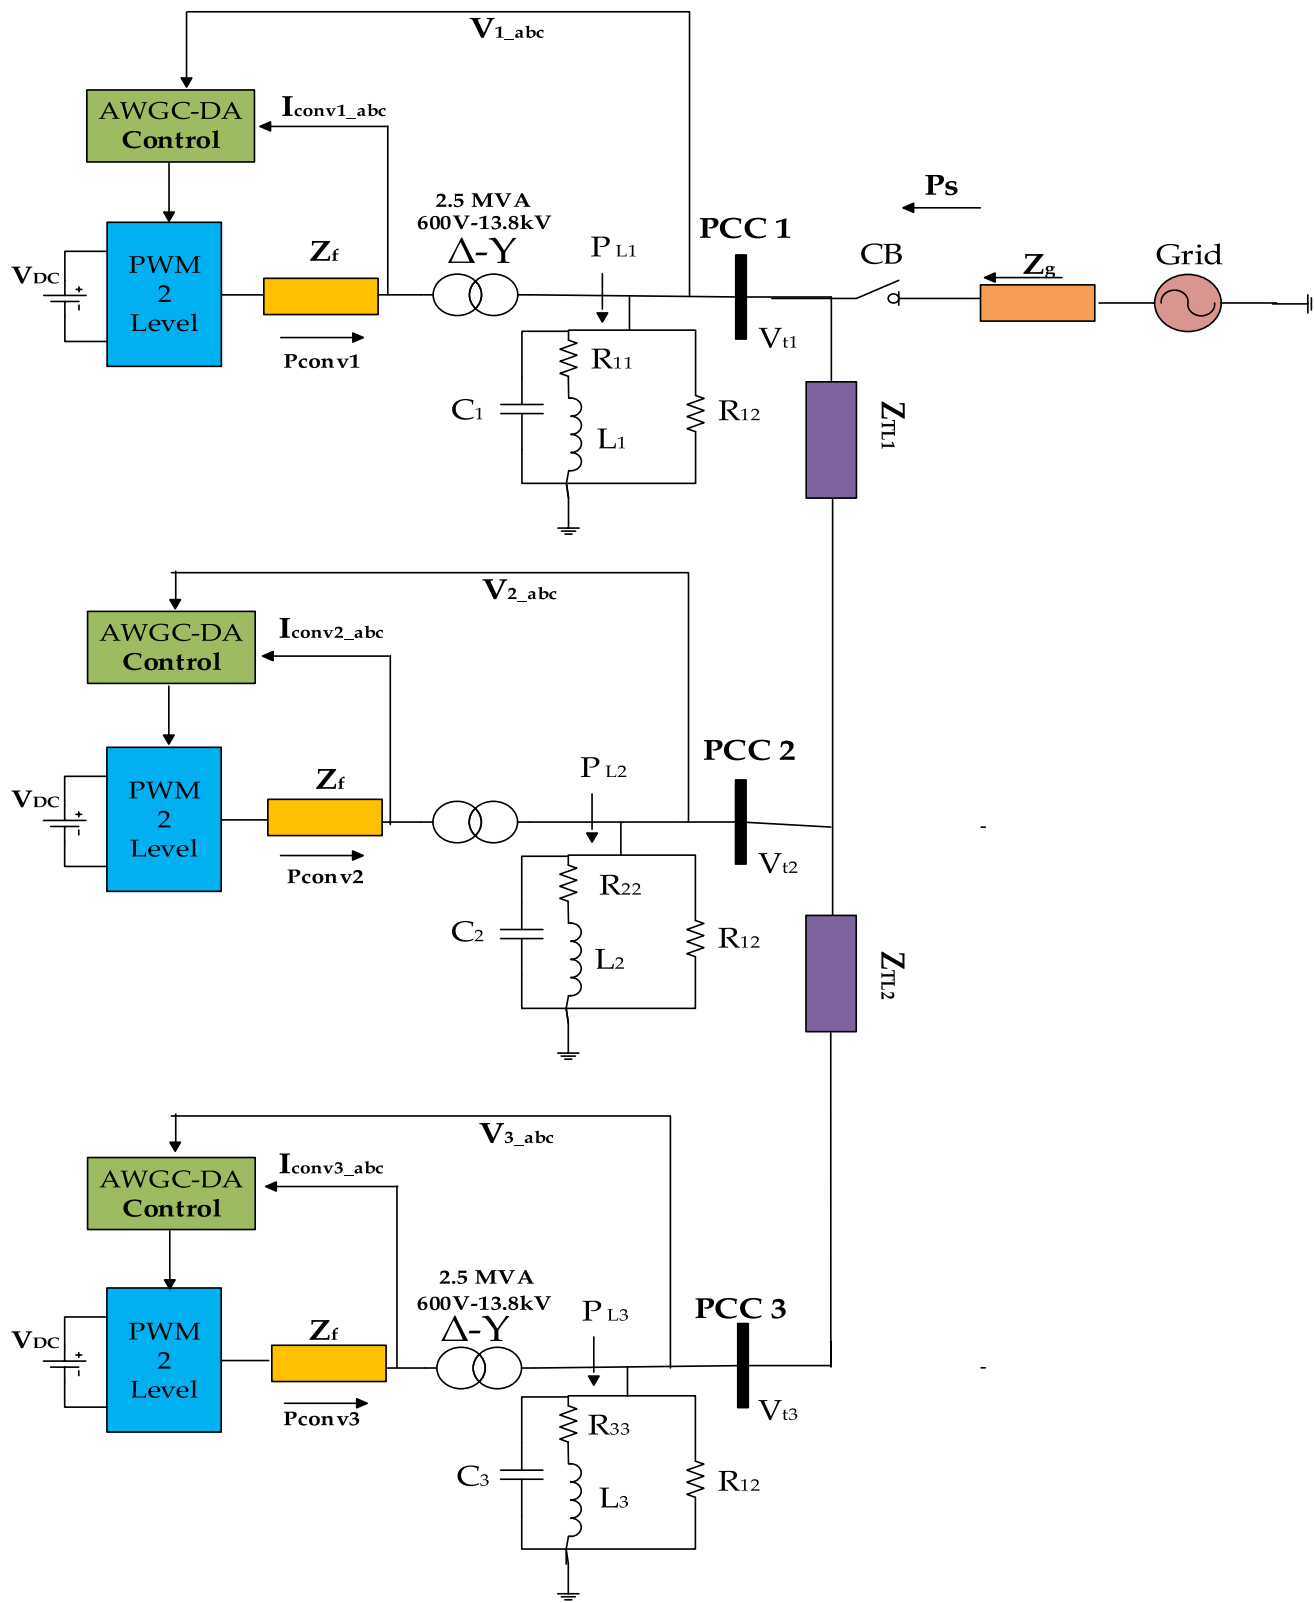 V1_abc
AWGC-DA
Control
Iconv1_abc
2.5 MVA
600V-13.8kV
Δ-Y
Ps
PCC 1
PL1
CB
Zg
Grid
VDC
+
-
PWM
2
Level
Zf
Pconv1
Vt1
R11
C1
L1
R12
ZTL1
V2_abc
AWGC-DA
Control
Iconv2_abc
PCC 2
PL2
VDC
+
-
PWM
2
Level
Zf
Pconv2
Vt2
-
R22
C2
L2
R12
ZTL2
V3_abc
AWGC-DA
Control
Iconv3_abc
2.5 MVA
600V-13.8kV
Δ-Y
PCC 3
PL3
VDC
+
-
PWM
2
Level
Zf
Pconv3
Vt3
-
R33
C3
L3
R12